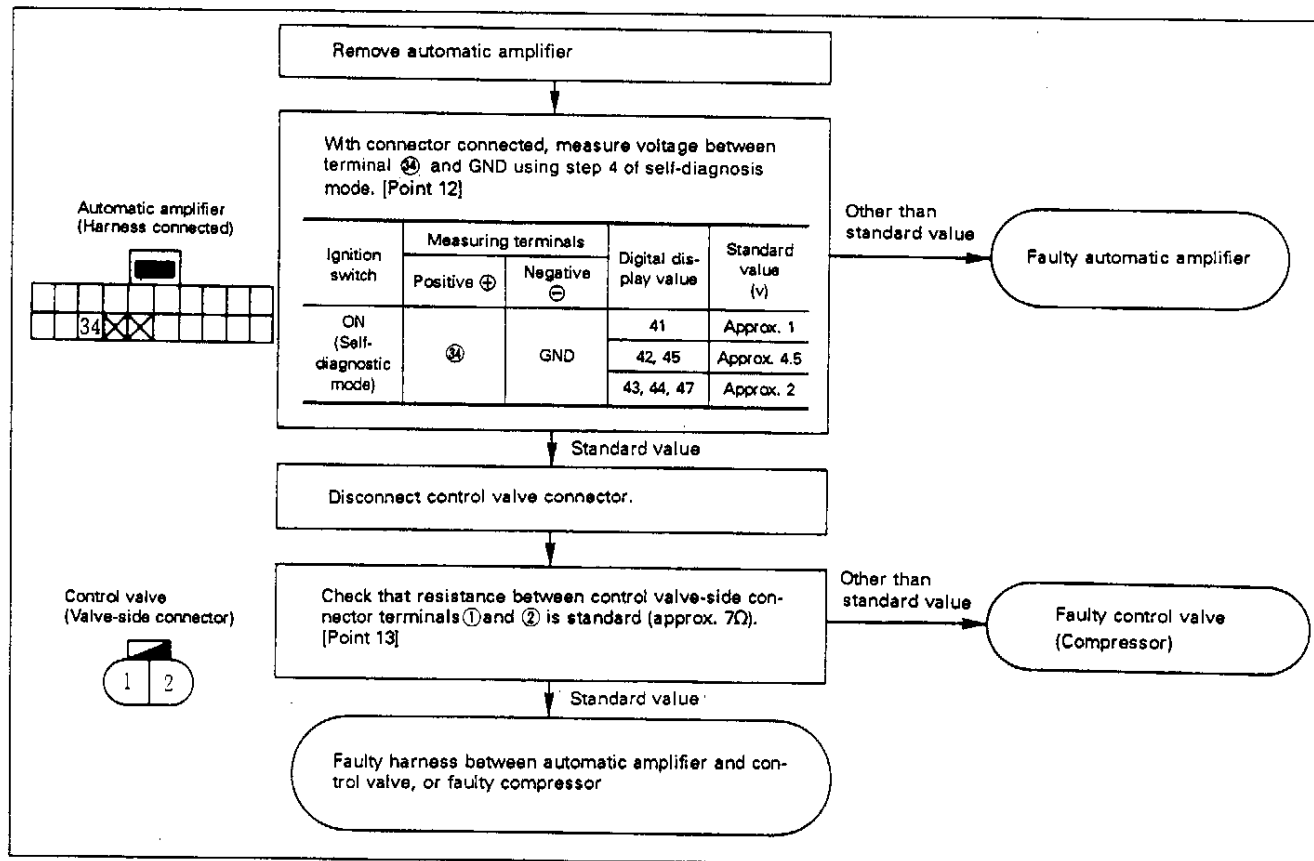 Remove automatic amplifier
With connector connected, measure voltage between
terminal ㉞ and GND using step 4 of self-diagnosis
mode. [Point 12]
Automatic amplifier
(Harness connected)
34
Ignition
switch
Measuring terminals
Positive ⊕
Negative
⊖
Digital dis-
play value
Standard
value
(v)
ON
(Self-
diagnostic
mode)
㉞
GND
41
Approx. 1
42, 45
Approx. 4.5
43, 44, 47
Approx. 2
Other than
standard value
Faulty automatic amplifier
Standard value
Disconnect control valve connector.
Control valve
(Valve-side connector)
1
2
Check that resistance between control valve-side con-
nector terminals ① and ② is standard (approx. 7Ω).
[Point 13]
Other than
standard value
Faulty control valve
(Compressor)
Standard value
Faulty harness between automatic amplifier and con-
trol valve, or faulty compressor